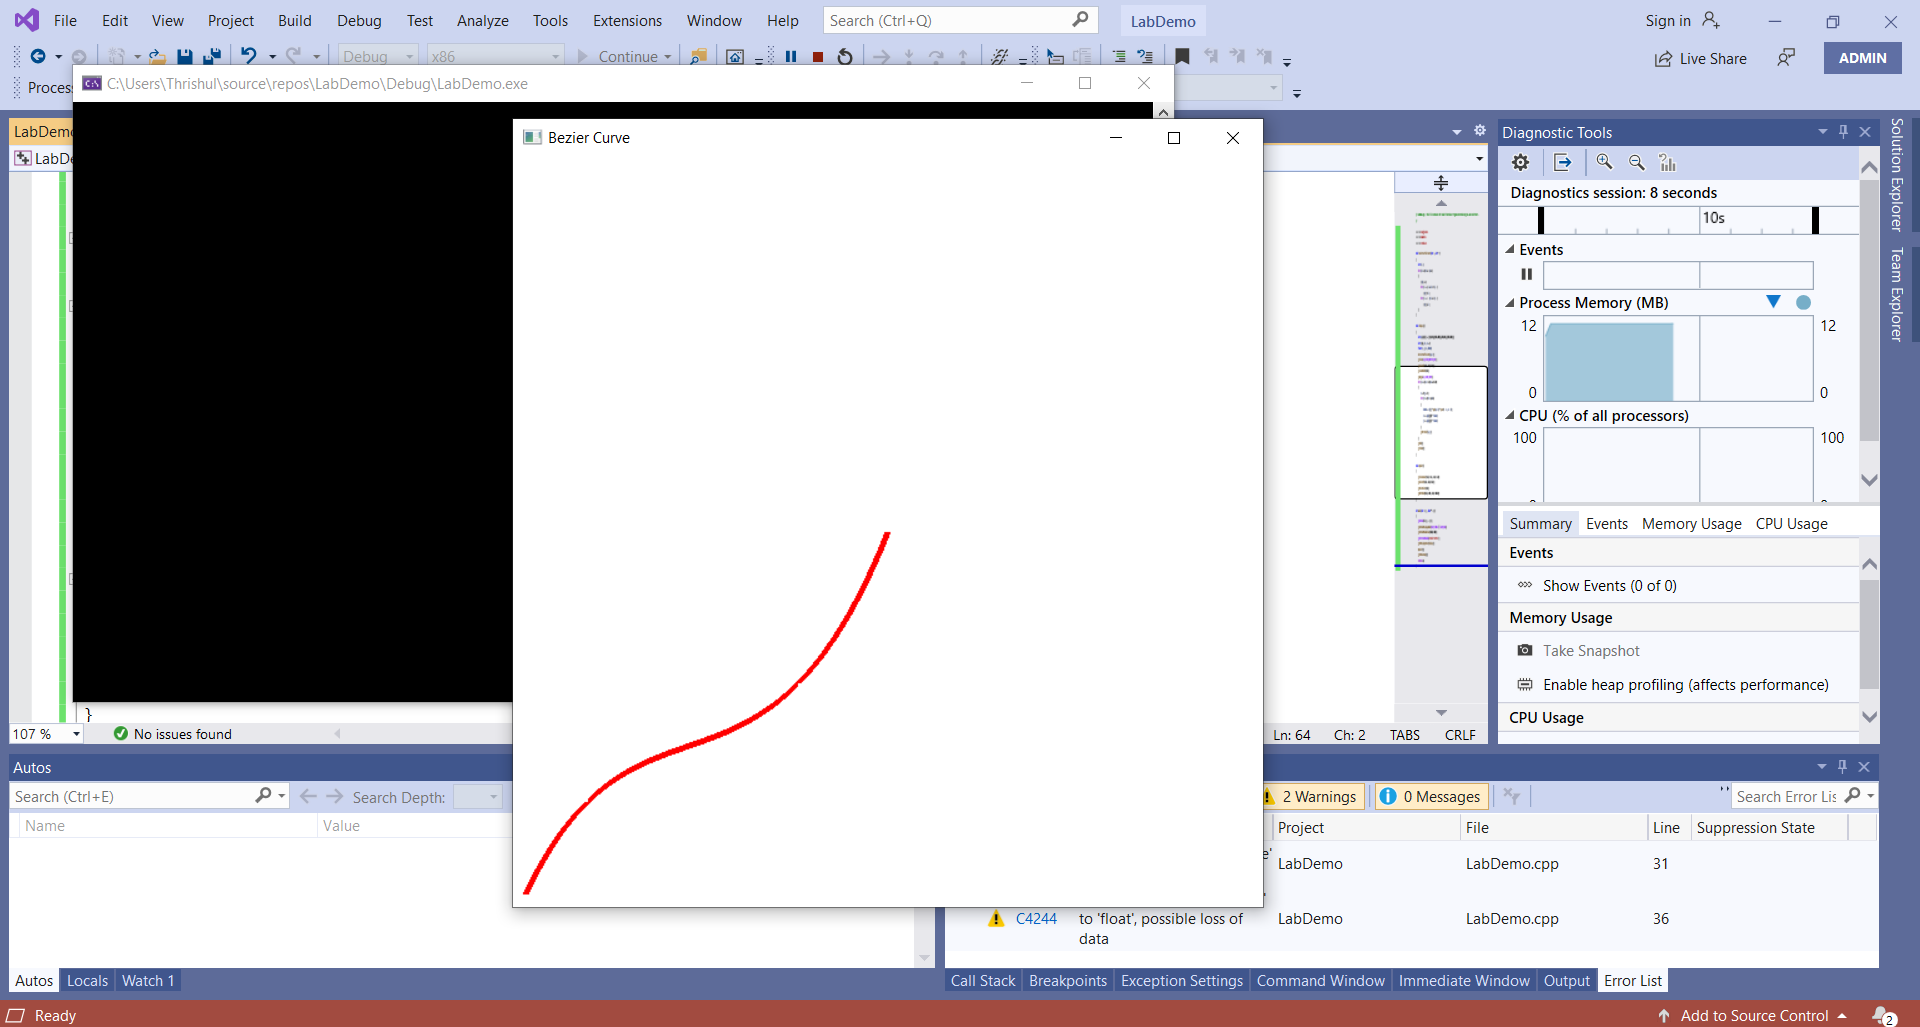 File Edit View Project Build Debug Test Analyze Tools Extensions Window Help Search (Ctrl+Q) LabDemo Sign in
Debug x86 Continue Live Share ADMIN
Process
C:\Users\Thrishul\source\repos\LabDemo\Debug\LabDemo.exe
LabDemo
Bezier Curve
Diagnostic Tools
Solution Explorer
Team Explorer
Diagnostics session: 8 seconds
10s
Events
Process Memory (MB)
12 12
0 0
CPU (% of all processors)
100 100
Summary Events Memory Usage CPU Usage
Events
Show Events (0 of 0)
Memory Usage
Take Snapshot
Enable heap profiling (affects performance)
CPU Usage
}
107 % No issues found Ln: 64 Ch: 2 TABS CRLF
Autos
Search (Ctrl+E) Search Depth:
Name Value
2 Warnings 0 Messages Search Error Lis
Project File Line Suppression State
e' LabDemo LabDemo.cpp 31
C4244 to 'float', possible loss of data LabDemo LabDemo.cpp 36
Autos Locals Watch 1
Call Stack Breakpoints Exception Settings Command Window Immediate Window Output Error List
Ready Add to Source Control 2